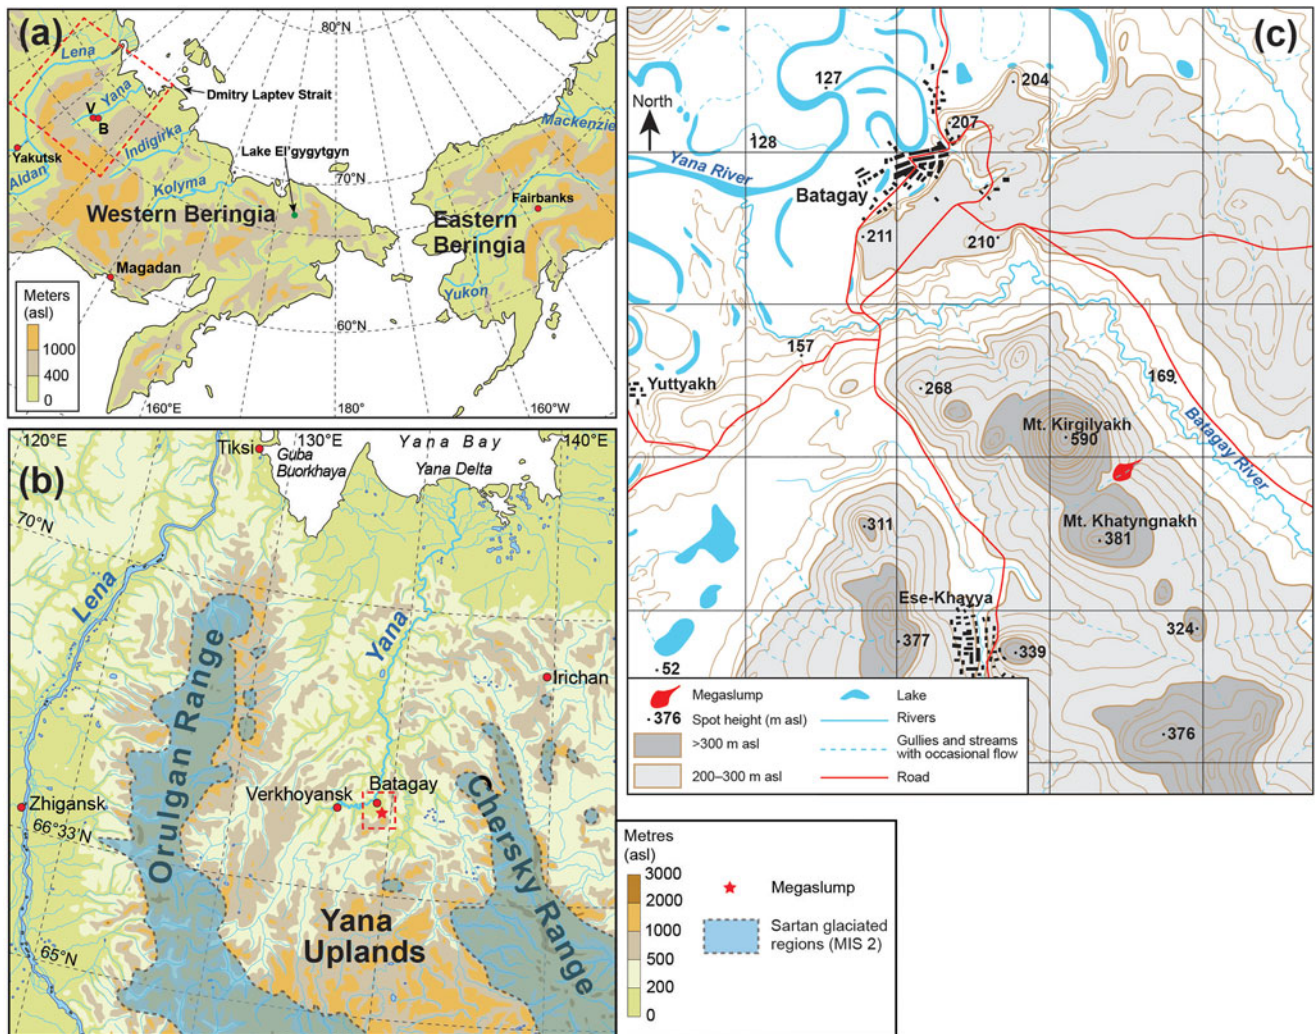 (a)
80°N
Lena
Yana
Dmitry Laptev Strait
V
B
Mackenzie
Indigirka
Lake El'gygytgyn
Yakutsk
Aldan
Kolyma
70°N
Fairbanks
Western Beringia
Eastern
Beringia
Magadan
Meters
(asl)
1000
400
0
Yukon
60°N
160°E
180°
160°W
(b)
120°E
130°E
140°E
Tiksi
Guba
Buorkhaya
Yana Bay
Yana Delta
70°N
Lena
Yana
Orulgan Range
Irichan
Batagay
Verkhoyansk
Zhigansk
66°33'N
Chersky Range
Yana
Uplands
65°N
Metres
(asl)
3000
2000
1000
500
200
0
Megaslump
Sartan glaciated
regions (MIS 2)
(c)
127
204
North
128
207
Yana River
Batagay
211
210
157
Yuttyakh
268
169
Mt. Kirgilyakh
590
Batagay River
311
Mt. Khatyngnakh
381
Ese-Khayya
377
324
339
52
376
Megaslump
376 Spot height (m asl)
>300 m asl
200–300 m asl
Lake
Rivers
Gullies and streams
with occasional flow
Road